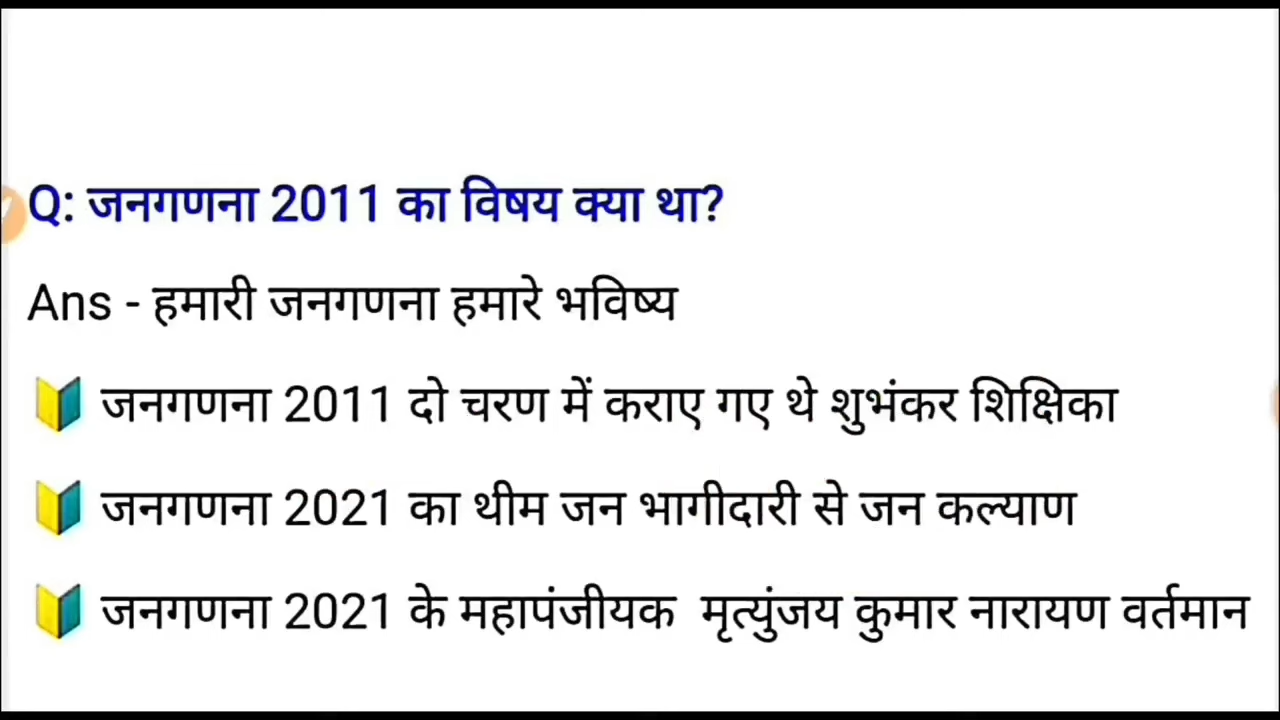 Q: जनगणना 2011 का विषय क्या था?
Ans - हमारी जनगणना हमारे भविष्य
जनगणना 2011 दो चरण में कराए गए थे शुभंकर शिक्षिका
जनगणना 2021 का थीम जन भागीदारी से जन कल्याण
जनगणना 2021 के महापंजीयक मृत्युंजय कुमार नारायण वर्तमान